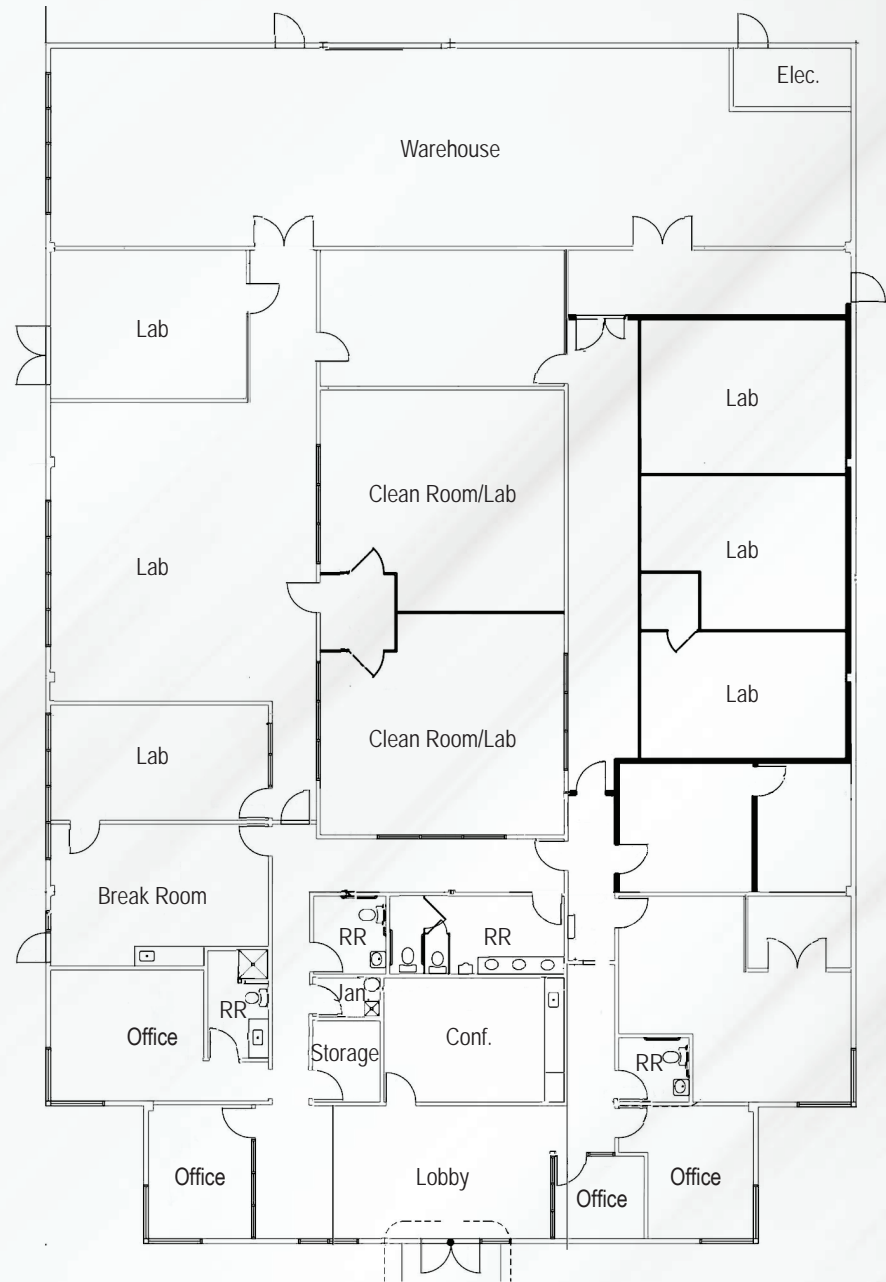 Elec.
Warehouse
Lab
Lab
Clean Room/Lab
Lab
Lab
Lab
Clean Room/Lab
Lab
Break Room
RR
RR
Jan.
RR
Office
Conf.
Storage
RR
Office
Lobby
Office
Office